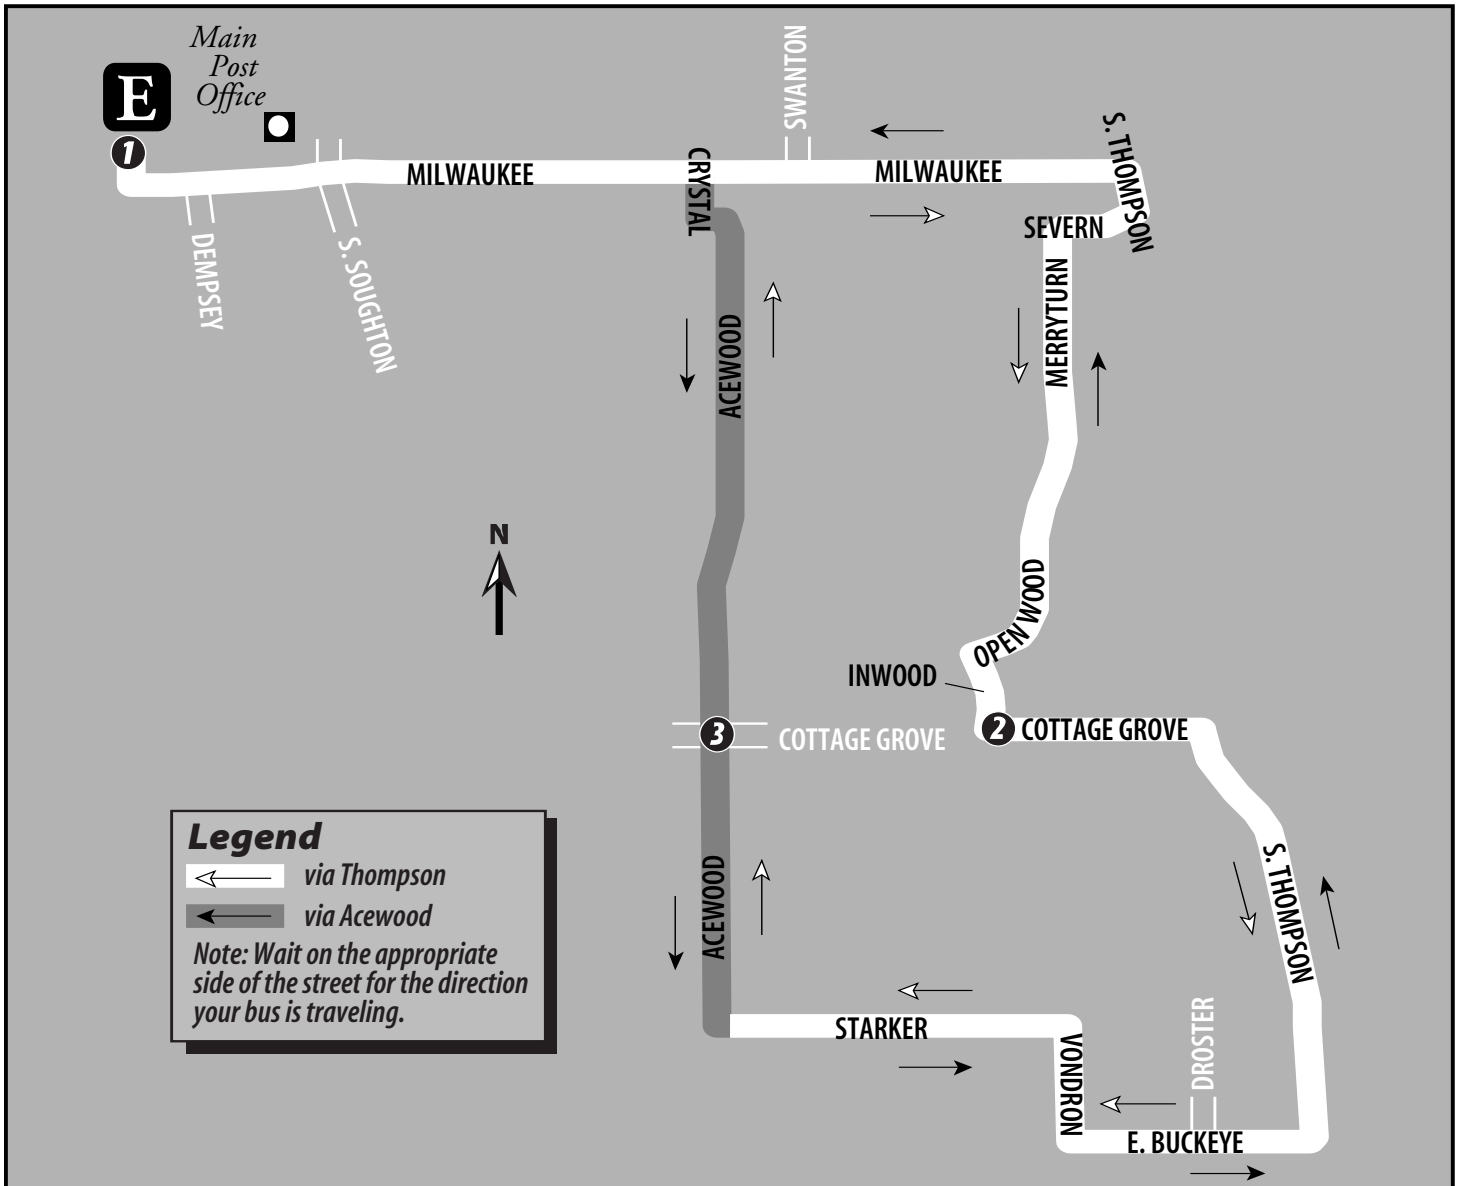 Main
Post
Office
E
1
SWANTON
MILWAUKEE
CRYSTAL
MILWAUKEE
S. THOMPSON
SEVERN
DEMPSEY
S. SOUGHTON
ACEWOOD
MERRYTURN
N
OPEN WOOD
INWOOD
3
COTTAGE GROVE
2
COTTAGE GROVE
Legend
via Thompson
via Acewood
Note: Wait on the appropriate
side of the street for the direction
your bus is traveling.
ACEWOOD
S. THOMPSON
STARKER
VONDRON
DROSTER
E. BUCKEYE